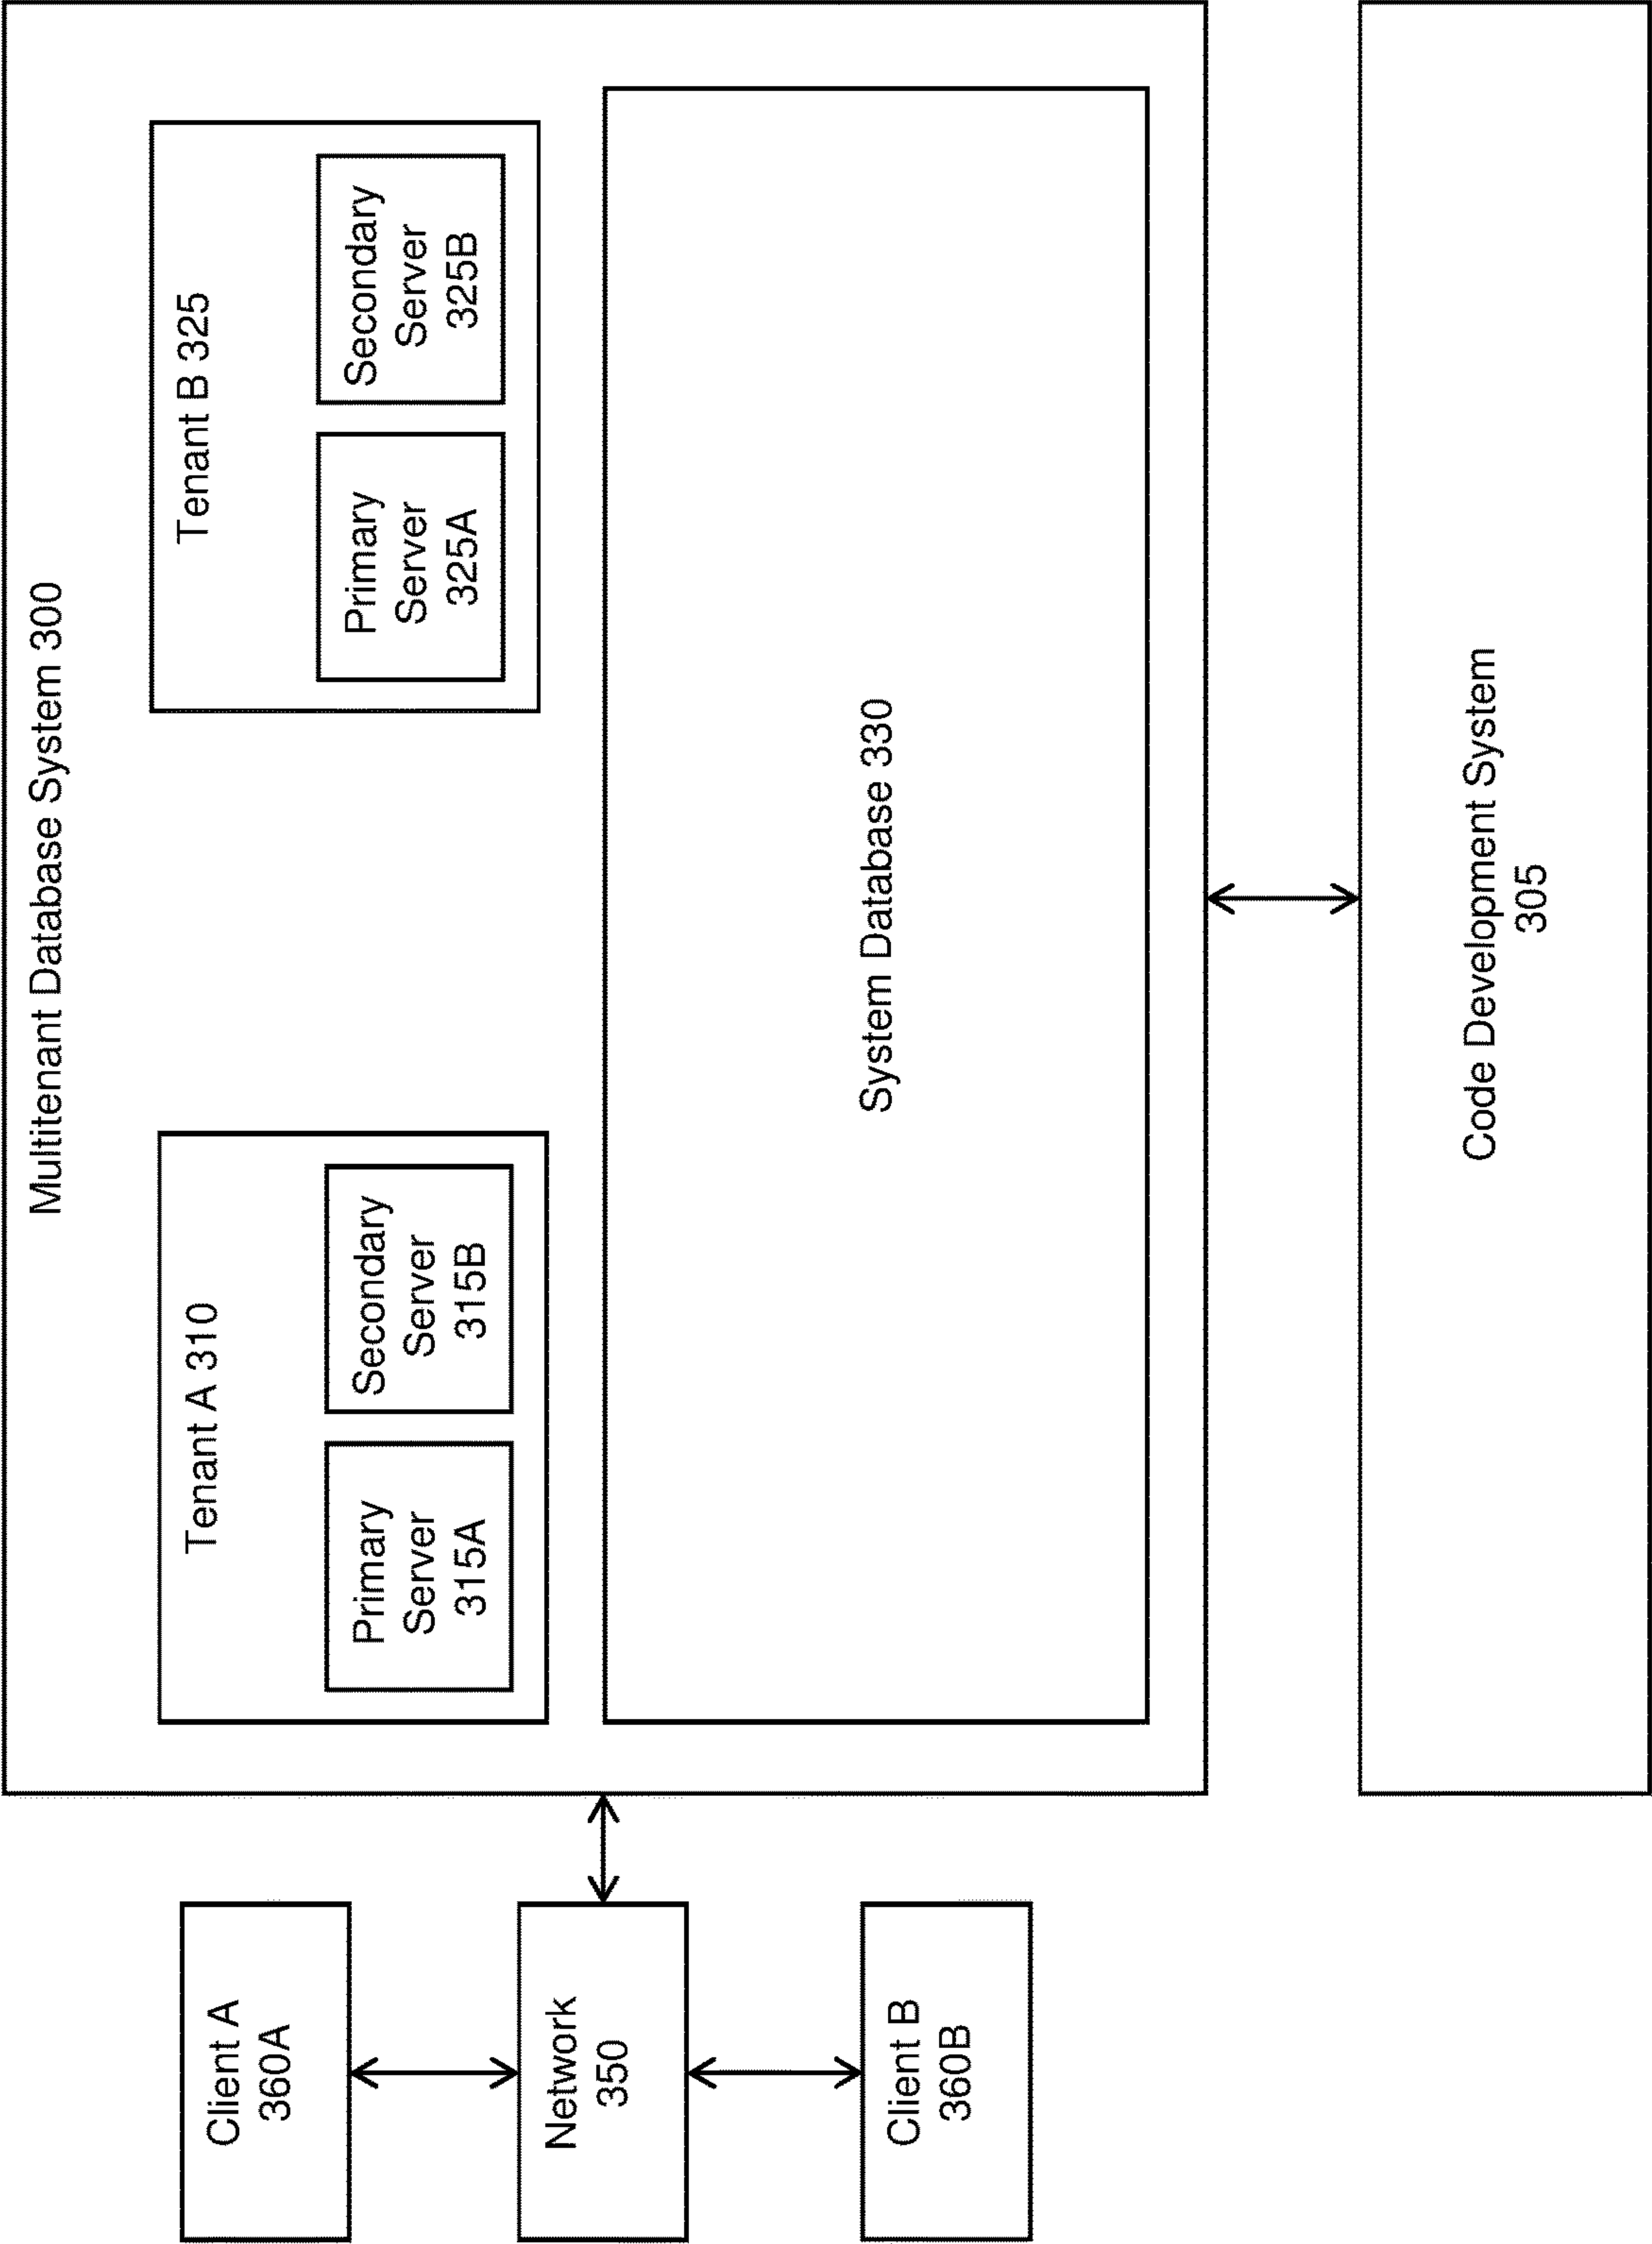 Multitenant Database System 300
Tenant A 310
Primary
Server
315A
Secondary
Server
315B
Tenant B 325
Primary
Server
325A
Secondary
Server
325B
System Database 330
Client A
360A
Network
350
Client B
360B
Code Development System
305